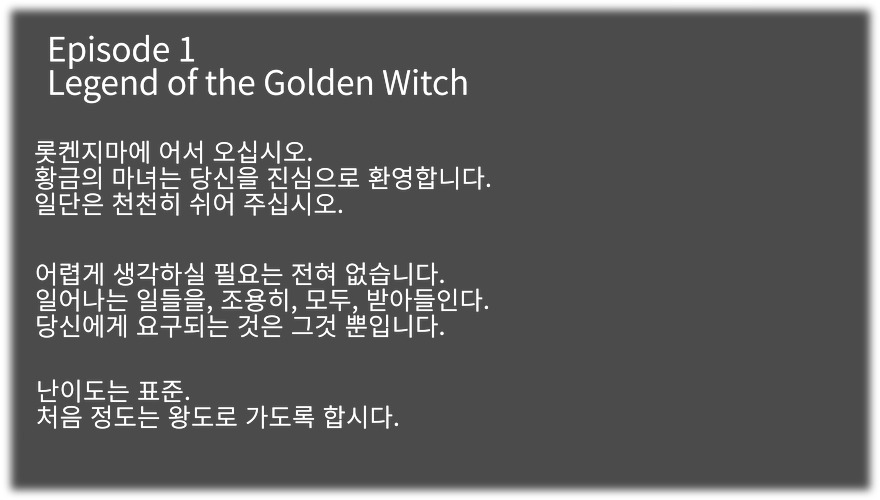 Episode 1
Legend of the Golden Witch
롯켄지마에 어서 오십시오.
황금의 마녀는 당신을 진심으로 환영합니다.
일단은 천천히 쉬어 주십시오.
어렵게 생각하실 필요는 전혀 없습니다.
일어나는 일들을, 조용히, 모두, 받아들인다.
당신에게 요구되는 것은 그것 뿐입니다.
난이도는 표준.
처음 정도는 왕도로 가도록 합시다.